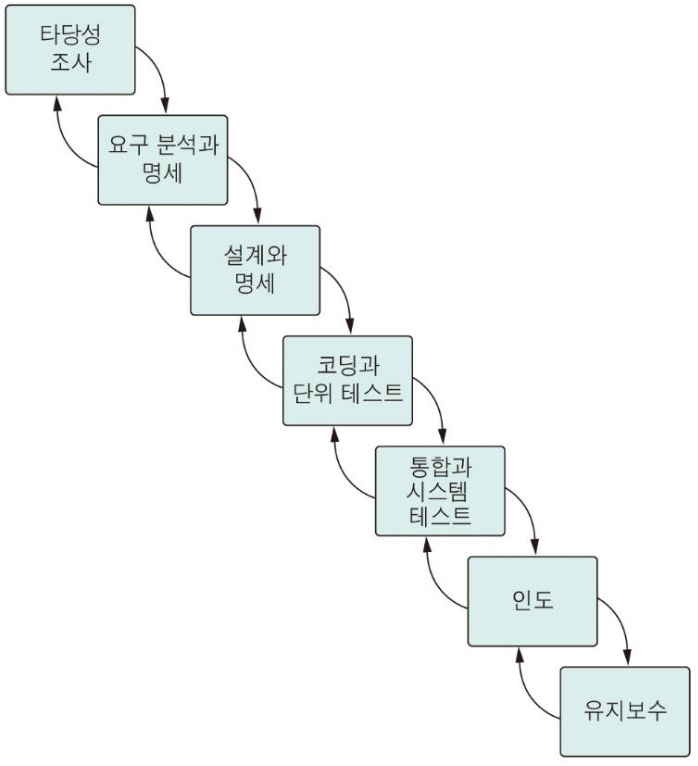 타당성
조사
요구 분석과
명세
설계와
명세
코딩과
단위 테스트
통합과
시스템
테스트
인도
유지보수